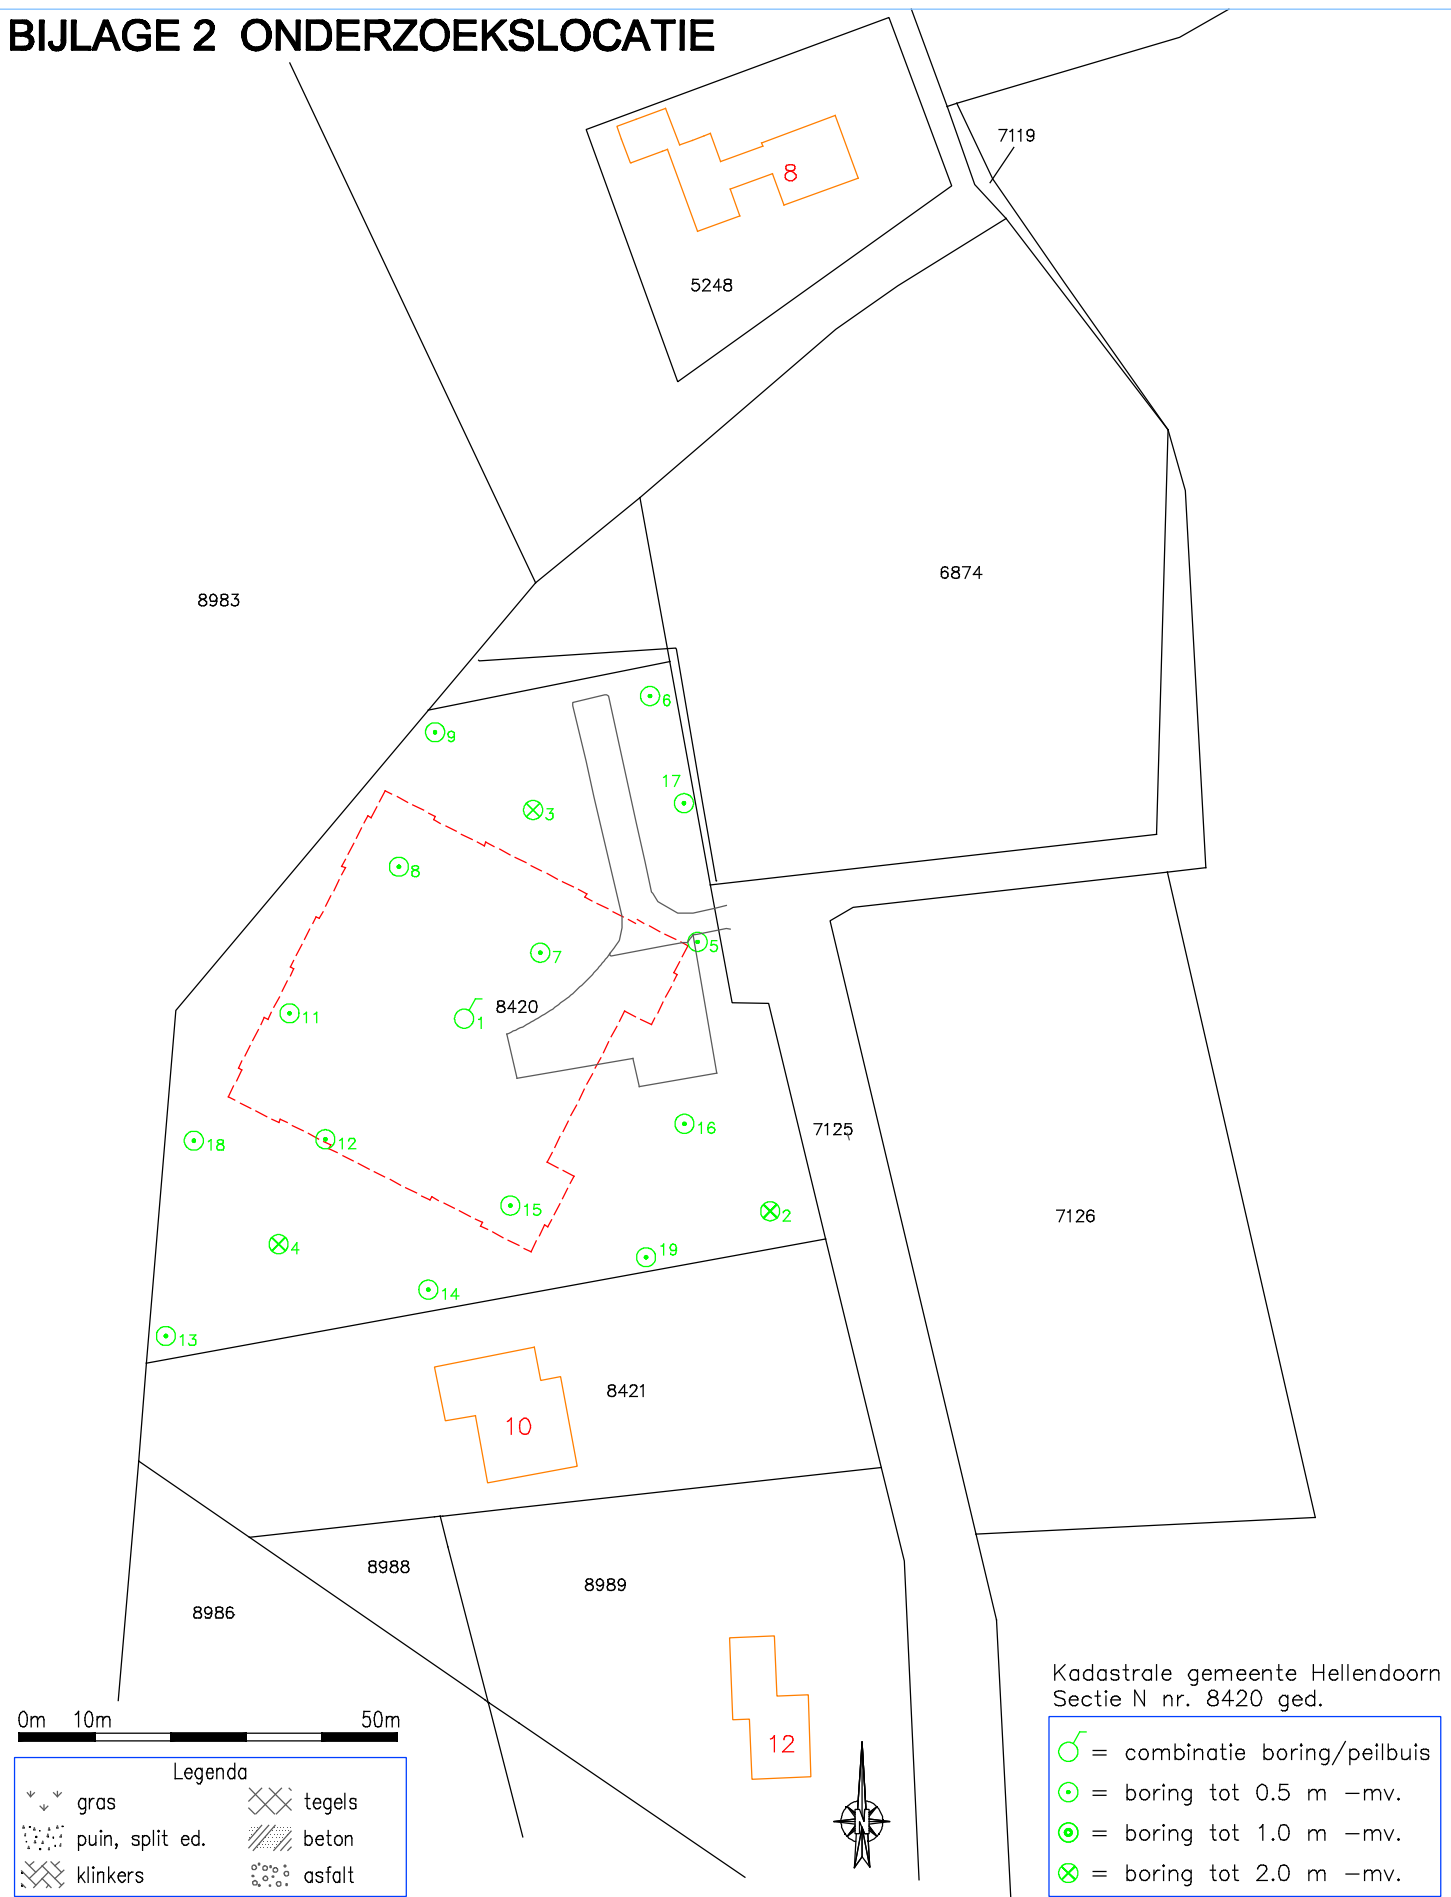 BIJLAGE 2 ONDERZOEKSLOCATIE
7119
8
5248
6874
8983
6
9
17
3
8
5
7
8420
11
1
16
7125
18
12
15
2
7126
4
19
14
13
8421
10
8988
8989
8986
12
Kadastrale gemeente Hellendoorn
Sectie N nr. 8420 ged.
0m 10m 50m
Legenda
gras
tegels
puin, split ed.
beton
klinkers
asfalt
N
= combinatie boring/peilbuis
= boring tot 0.5 m -mv.
= boring tot 1.0 m -mv.
= boring tot 2.0 m -mv.